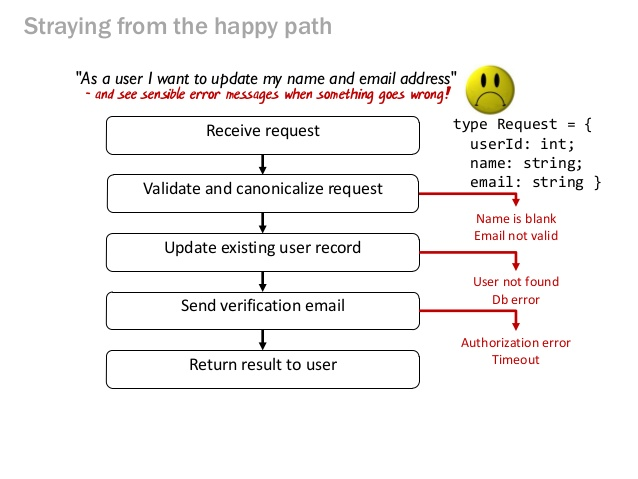 Straying from the happy path
"As a user I want to update my name and email address"
- and see sensible error messages when something goes wrong!
type Request = {
userId: int;
name: string;
email: string }
Receive request
Validate and canonicalize request
Name is blank
Email not valid
Update existing user record
User not found
Db error
Send verification email
Authorization error
Timeout
Return result to user